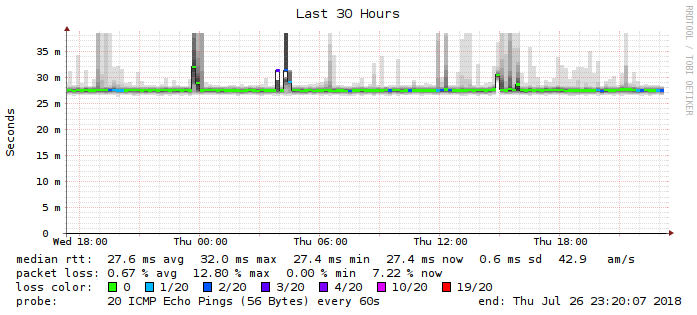 Last 30 Hours
RRDTOOL / TOBI OETIKER
Seconds
35 m
30 m
25 m
20 m
15 m
10 m
5 m
0
Wed 18:00 Thu 00:00 Thu 06:00 Thu 12:00 Thu 18:00
median rtt: 27.6 ms avg 32.0 ms max 27.4 ms min 27.4 ms now 0.6 ms sd 42.9 am/s
packet loss: 0.67 % avg 12.80 % max 0.00 % min 7.22 % now
loss color: 0 1/20 2/20 3/20 4/20 10/20 19/20
probe: 20 ICMP Echo Pings (56 Bytes) every 60s end: Thu Jul 26 23:20:07 2018